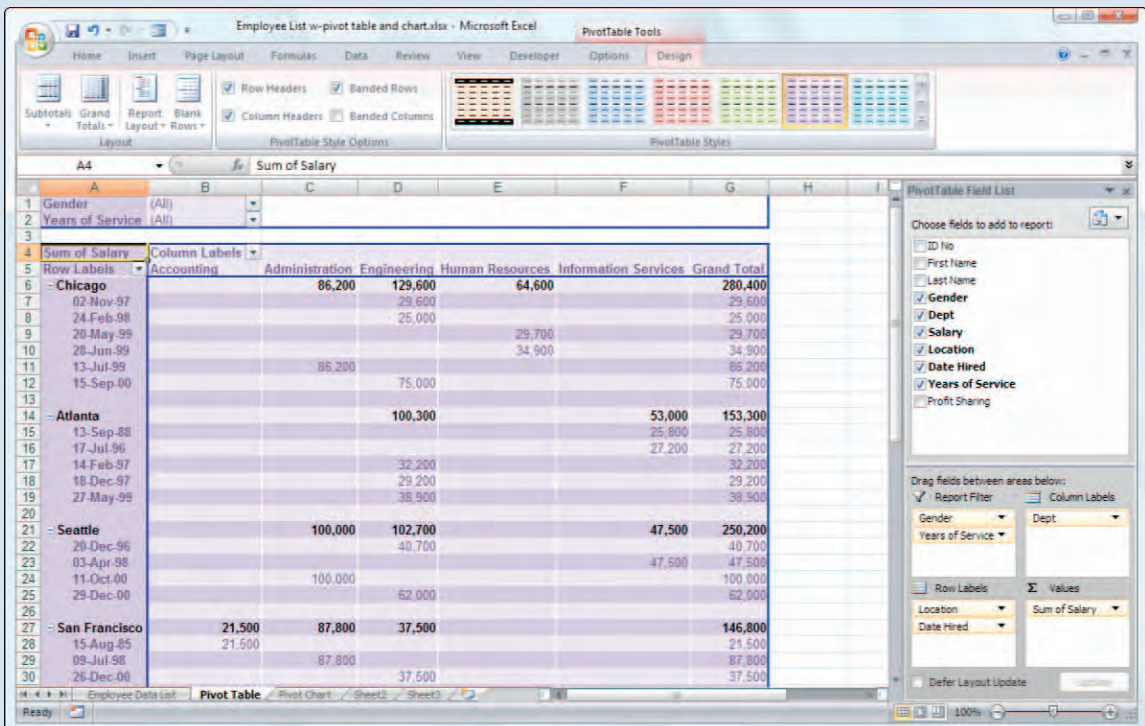 Employee List w-pivot table and chart.xlsx - Microsoft Excel
PivotTable Tools
Home Insert Page Layout Formulas Data Review View Developer Options Design
Subtotals Grand Totals Report Layout Blank Rows
Layout
Row Headers Banded Rows
Column Headers Banded Columns
PivotTable Style Options
PivotTable Styles
A4 fx Sum of Salary
A B C D E F G H I
1 Gender (All)
2 Years of Service (All)
3
4 Sum of Salary Column Labels
5 Row Labels Accounting Administration Engineering Human Resources Information Services Grand Total
6 Chicago 86,200 129,600 64,600 280,400
7 02-Nov-97 29,600 29,600
8 24-Feb-98 25,000 25,000
9 20-May-99 29,700 29,700
10 28-Jun-99 34,900 34,900
11 13-Jul-99 86,200 86,200
12 15-Sep-00 75,000 75,000
13
14 Atlanta 100,300 53,000 153,300
15 13-Sep-88 25,800 25,800
16 17-Jul-96 27,200 27,200
17 14-Feb-97 32,200 32,200
18 18-Dec-97 29,200 29,200
19 27-May-99 38,900 38,900
20
21 Seattle 100,000 102,700 47,500 250,200
22 20-Dec-96 40,700 40,700
23 03-Apr-98 47,500 47,500
24 11-Oct-00 100,000 100,000
25 29-Dec-00 62,000 62,000
26
27 San Francisco 21,500 87,800 37,500 146,800
28 15-Aug-85 21,500 21,500
29 09-Jul-98 87,800 87,800
30 26-Dec-00 37,500 37,500
PivotTable Field List
Choose fields to add to report:
ID No
First Name
Last Name
Gender
Dept
Salary
Location
Date Hired
Years of Service
Profit Sharing
Drag fields between areas below:
Report Filter Column Labels
Gender Dept
Years of Service
Row Labels Σ Values
Location Sum of Salary
Date Hired
Defer Layout Update Update
Employee Data List Pivot Table Pivot Chart Sheet2 Sheet3
Ready 100%